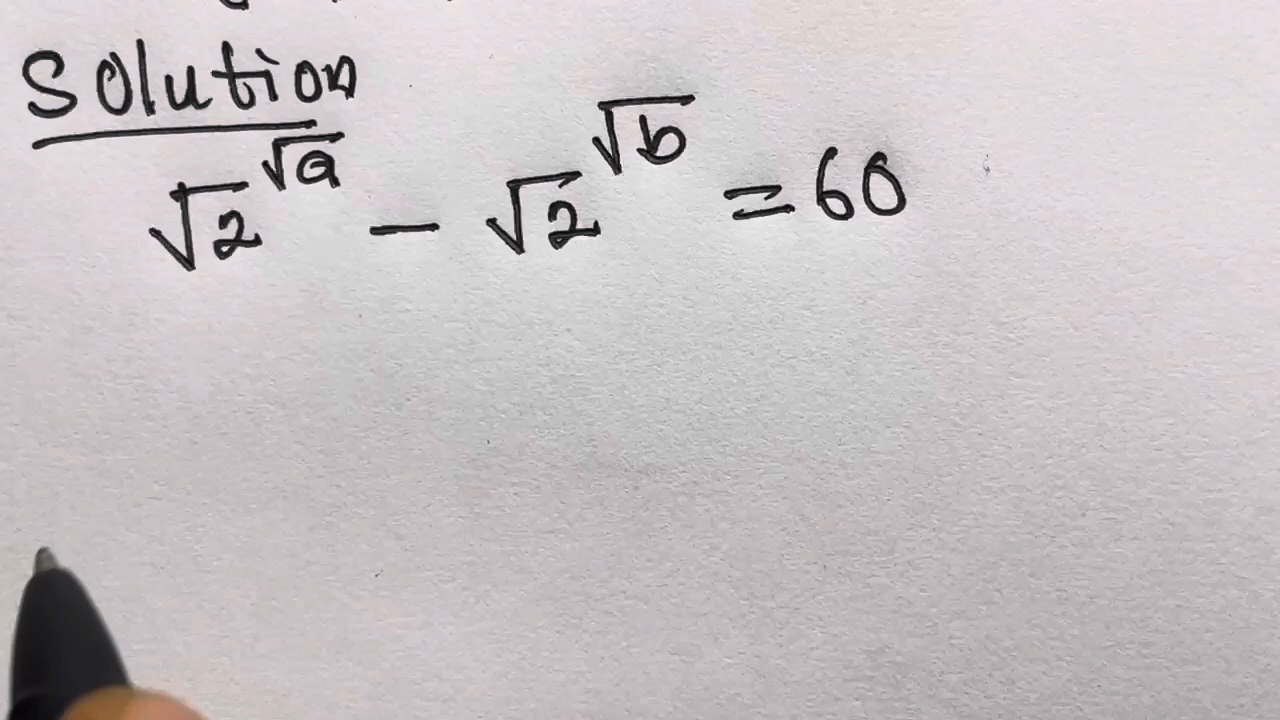 Solution
√2^√a - √2^√b = 60